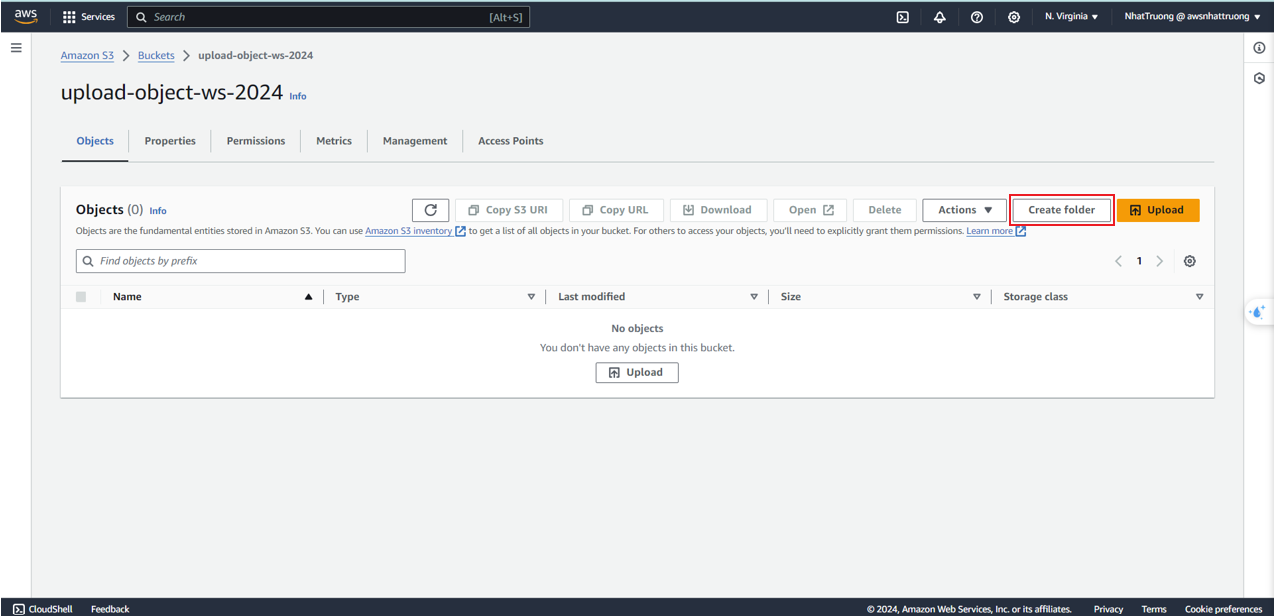 aws Services Search [Alt+S] N. Virginia NhatTruong @ awsnhattruong
Amazon S3 Buckets upload-object-ws-2024
upload-object-ws-2024 Info
Objects Properties Permissions Metrics Management Access Points
Objects (0) Info Copy S3 URI Copy URL Download Open Delete Actions Create folder Upload
Objects are the fundamental entities stored in Amazon S3. You can use Amazon S3 inventory to get a list of all objects in your bucket. For others to access your objects, you'll need to explicitly grant them permissions. Learn more
Find objects by prefix 1
Name Type Last modified Size Storage class
No objects
You don't have any objects in this bucket.
Upload
CloudShell Feedback © 2024, Amazon Web Services, Inc. or its affiliates. Privacy Terms Cookie preferences